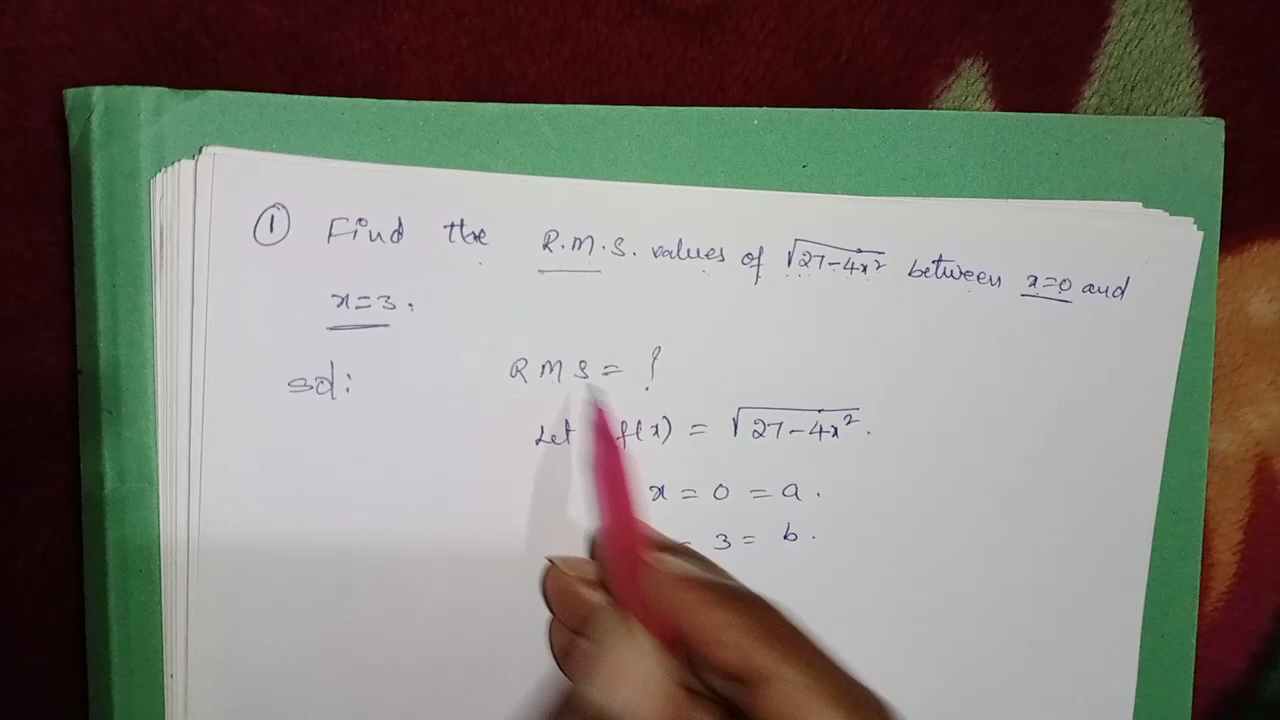 ① Find the R.M.S. values of √27-4x² between x=0 and
x=3.
Sol:
RMS = ?
Let f(x) = √27-4x².
x = 0 = a.
= 3 = b.